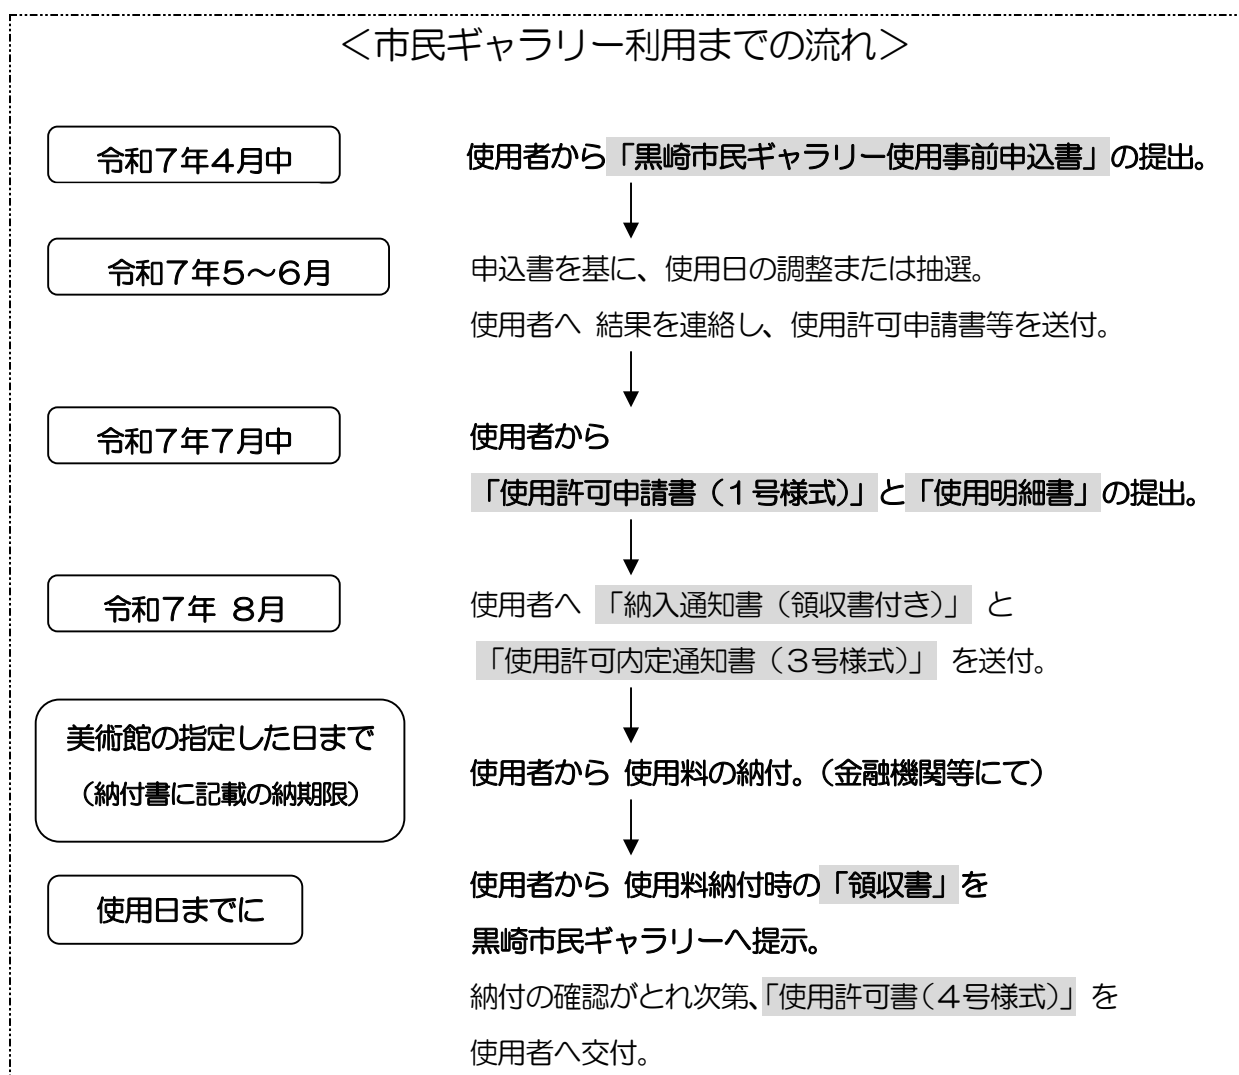 ＜市民ギャラリー利用までの流れ＞
令和７年４月中
使用者から「黒崎市民ギャラリー使用事前申込書」の提出。
令和７年５～６月
申込書を基に、使用日の調整または抽選。
使用者へ 結果を連絡し、使用許可申請書等を送付。
令和７年７月中
使用者から
「使用許可申請書（１号様式）」と「使用明細書」の提出。
令和７年 ８月
使用者へ 「納入通知書（領収書付き）」 と
「使用許可内定通知書（３号様式）」 を送付。
美術館の指定した日まで
（納付書に記載の納期限）
使用者から 使用料の納付。（金融機関等にて）
使用日までに
使用者から 使用料納付時の「領収書」を
黒崎市民ギャラリーへ提示。
納付の確認がとれ次第、「使用許可書（４号様式）」 を
使用者へ交付。